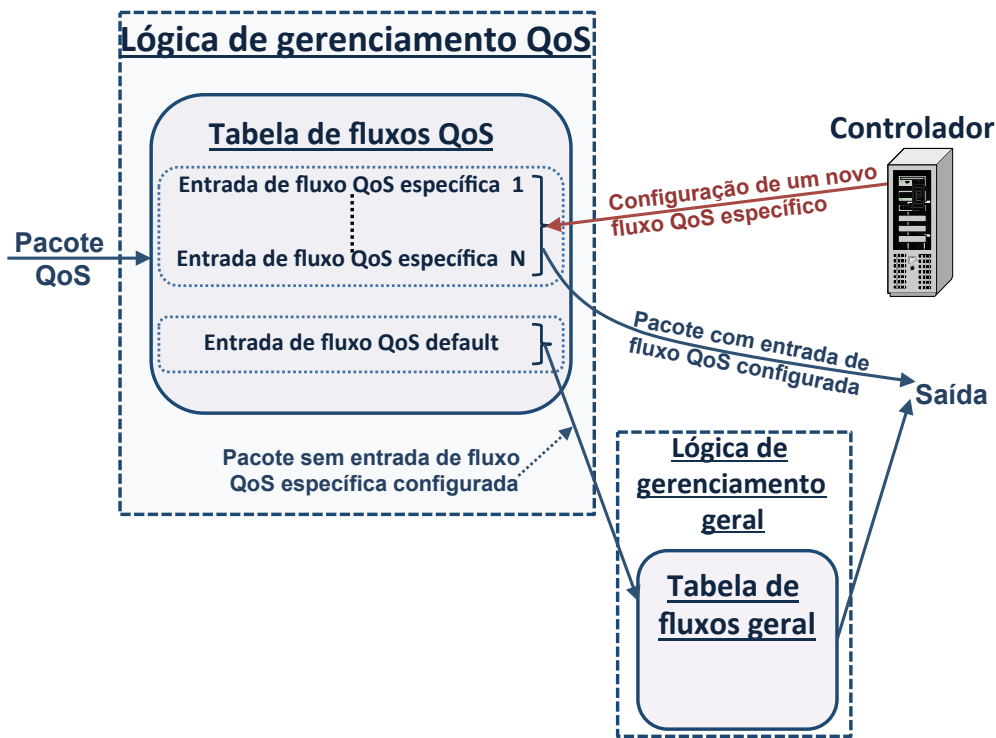 Lógica de gerenciamento QoS
Tabela de fluxos QoS
Entrada de fluxo QoS específica 1
Entrada de fluxo QoS específica N
Entrada de fluxo QoS default
Pacote
QoS
Controlador
Configuração de um novo
fluxo QoS específico
Pacote com entrada de
fluxo QoS configurada
Saída
Pacote sem entrada de fluxo
QoS específica configurada
Lógica de
gerenciamento
geral
Tabela de
fluxos geral